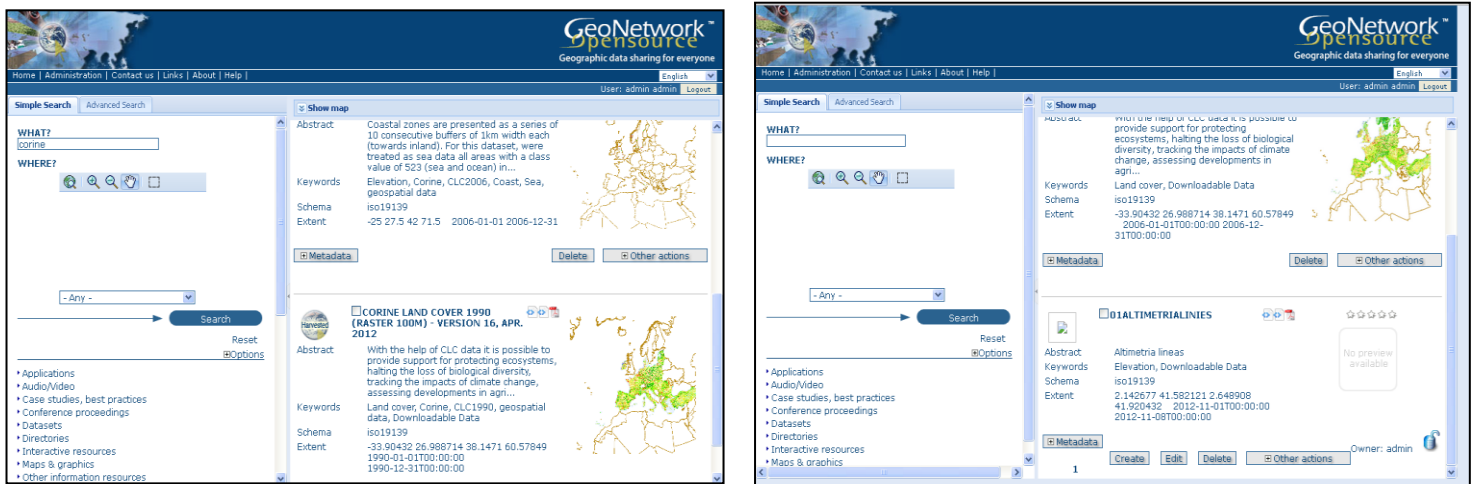 GeoNetwork™
Opensource
Geographic data sharing for everyone
Home | Administration | Contact us | Links | About | Help |
English
User: admin admin Logout
Simple Search
Advanced Search
WHAT?
corine
WHERE?
- Any -
Search
Reset
Options
Applications
Audio/Video
Case studies, best practices
Conference proceedings
Datasets
Directories
Interactive resources
Maps & graphics
Other information resources
Show map
Abstract
Coastal zones are presented as a series of
10 consecutive buffers of 1km width each
(towards inland). For this dataset, were
treated as sea data all areas with a class
value of 523 (sea and ocean) in...
Keywords
Elevation, Corine, CLC2006, Coast, Sea,
geospatial data
Schema
iso19139
Extent
-25 27.5 42 71.5 2006-01-01 2006-12-31
Metadata
Delete
Other actions
Harvested
CORINE LAND COVER 1990
(RASTER 100M) - VERSION 16, APR.
2012
Abstract
With the help of CLC data it is possible to
provide support for protecting ecosystems,
halting the loss of biological diversity,
tracking the impacts of climate change,
assessing developments in agri...
Keywords
Land cover, Corine, CLC1990, geospatial
data, Downloadable Data
Schema
iso19139
Extent
-33.90432 26.988714 38.1471 60.57849
1990-01-01T00:00:00
1990-12-31T00:00:00
GeoNetwork™
Opensource
Geographic data sharing for everyone
Home | Administration | Contact us | Links | About | Help |
English
User: admin admin Logout
Simple Search
Advanced Search
WHAT?
WHERE?
- Any -
Search
Reset
Options
Applications
Audio/Video
Case studies, best practices
Conference proceedings
Datasets
Directories
Interactive resources
Maps & graphics
Show map
Abstract
With the help of CLC data it is possible to
provide support for protecting
ecosystems, halting the loss of biological
diversity, tracking the impacts of climate
change, assessing developments in
agri...
Keywords
Land cover, Downloadable Data
Schema
iso19139
Extent
-33.90432 26.988714 38.1471 60.57849
2006-01-01T00:00:00 2006-12-
31T00:00:00
Metadata
Delete
Other actions
01ALTIMETRIALINIES
Abstract
Altimetria lineas
Keywords
Elevation, Downloadable Data
Schema
iso19139
Extent
2.142677 41.582121 2.648908
41.920432 2012-11-01T00:00:00
2012-11-08T00:00:00
No preview
available
Metadata
Owner: admin
Create
Edit
Delete
Other actions
1